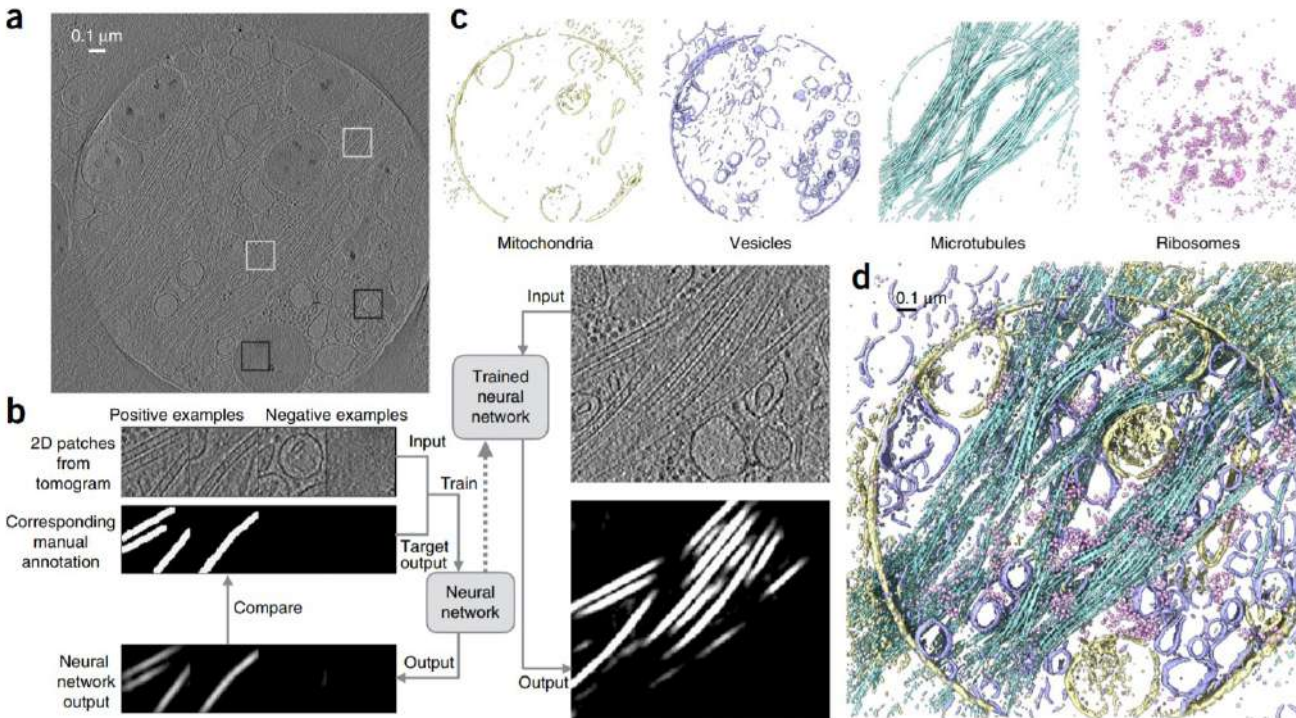 a
0.1 μm
c
Mitochondria
Vesicles
Microtubules
Ribosomes
b
Positive examples
Negative examples
2D patches
from
tomogram
Input
Train
Corresponding
manual
annotation
Target
output
Neural
network
Compare
Neural
network
output
Output
Input
Trained
neural
network
Output
d
0.1 μm